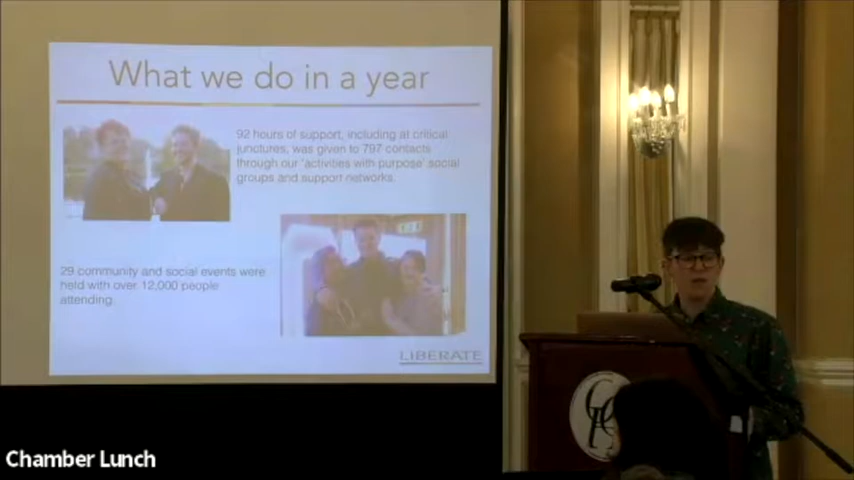 What we do in a year
92 hours of support, including at critical
junctures, was given to 797 contacts
through our 'activities with purpose' social
groups and support networks.
29 community and social events were
held with over 12,000 people
attending.
LIBERATE
Chamber Lunch